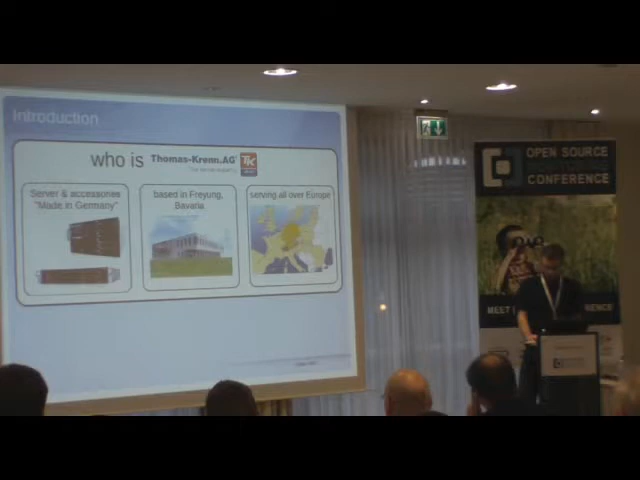 Introduction
who is Thomas-Krenn.AG
Server & accessories
"Made in Germany"
based in Freyung,
Bavaria
serving all over Europe
OPEN SOURCE
CONFERENCE
MEET